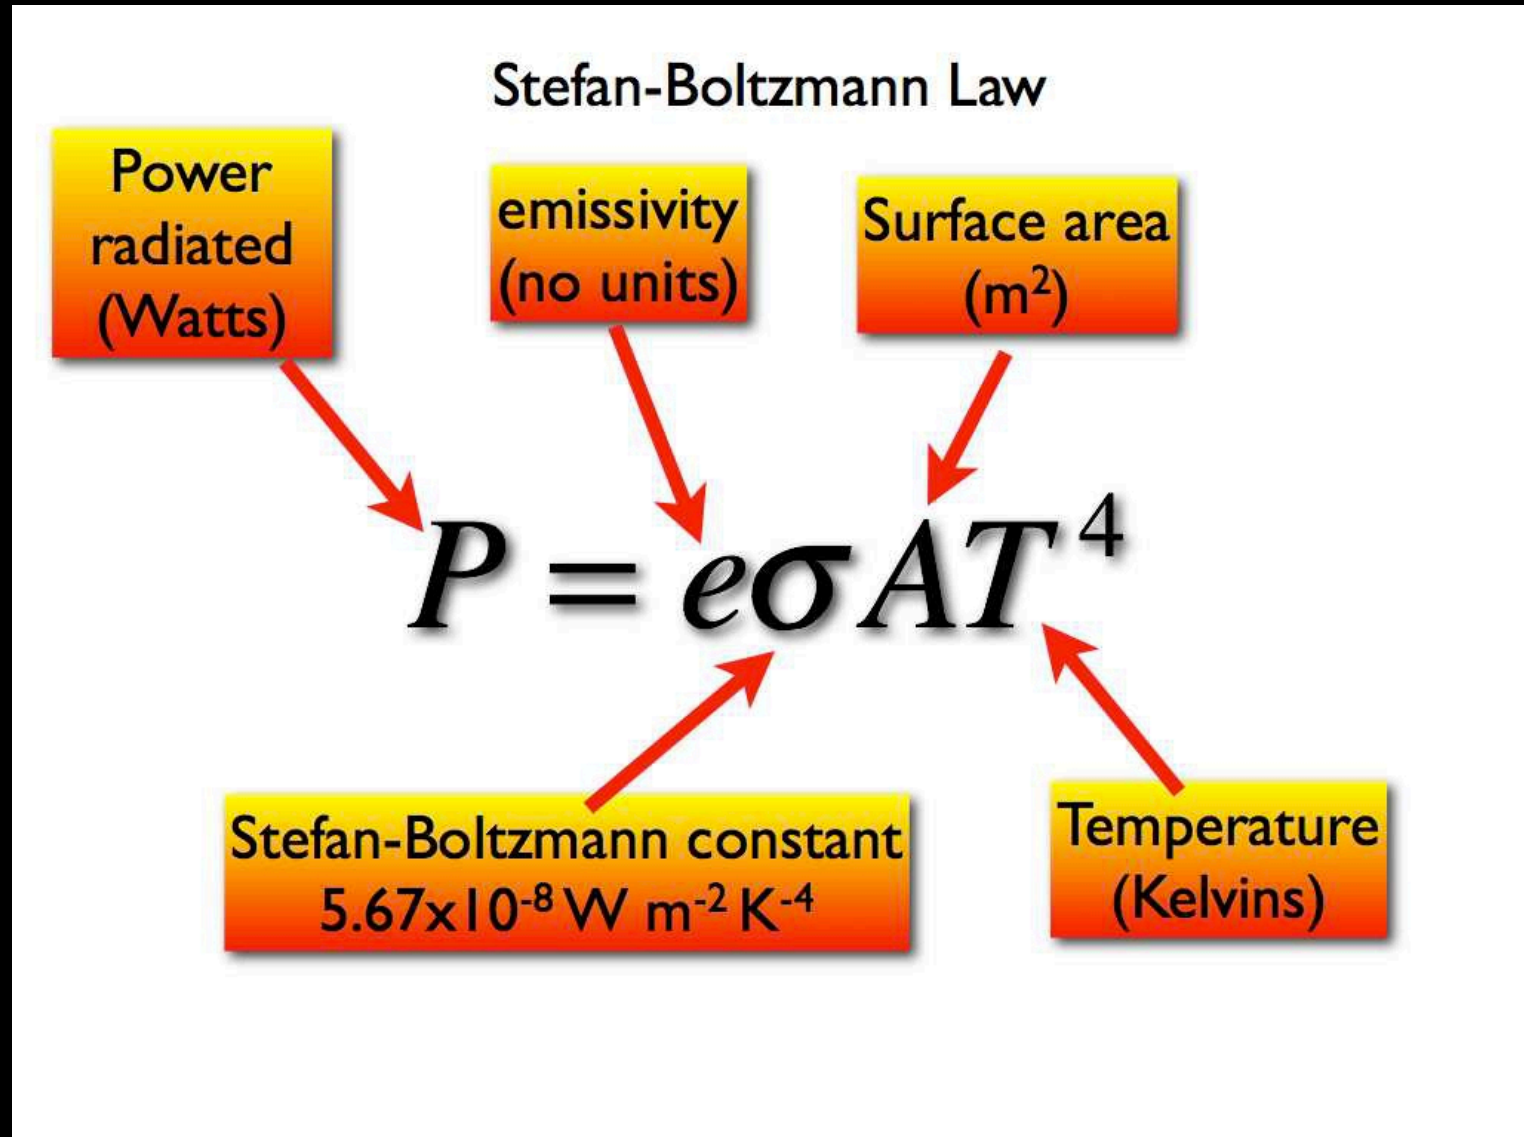 Stefan-Boltzmann Law
Power
radiated
(Watts)
emissivity
(no units)
Surface area
(m²)
P = eσAT⁴
Stefan-Boltzmann constant
5.67x10⁻⁸ W m⁻² K⁻⁴
Temperature
(Kelvins)